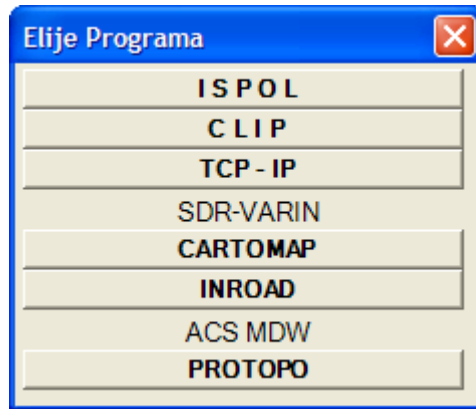 Elije Programa
I S P O L
C L I P
TCP - IP
SDR-VARIN
CARTOMAP
INROAD
ACS MDW
PROTOPO